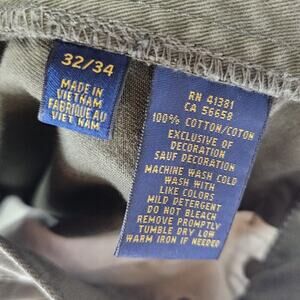 32/34
MADE IN
VIETNAM
FABRIQUÉ AU
VIET NAM
RN 41381
CA 56658
100% COTTON/COTON
EXCLUSIVE OF
DECORATION
SAUF DECORATION
MACHINE WASH COLD
WASH WITH
LIKE COLORS
MILD DETERGENT
DO NOT BLEACH
REMOVE PROMPTLY
TUMBLE DRY LOW
WARM IRON IF NEEDED